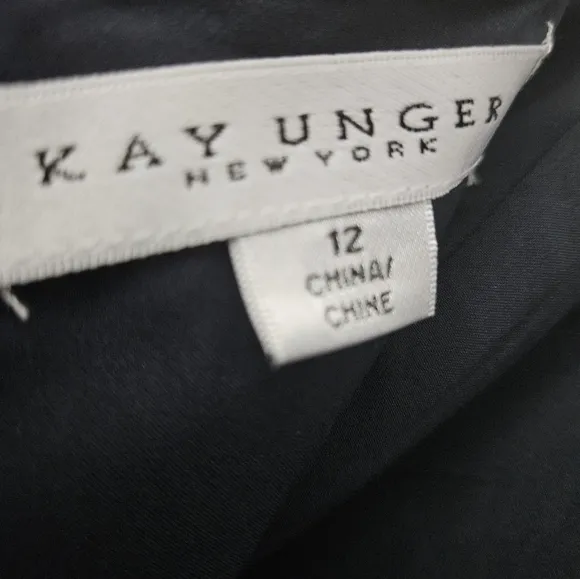 KAY UNGER
NEW YORK
12
CHINA/
CHINE